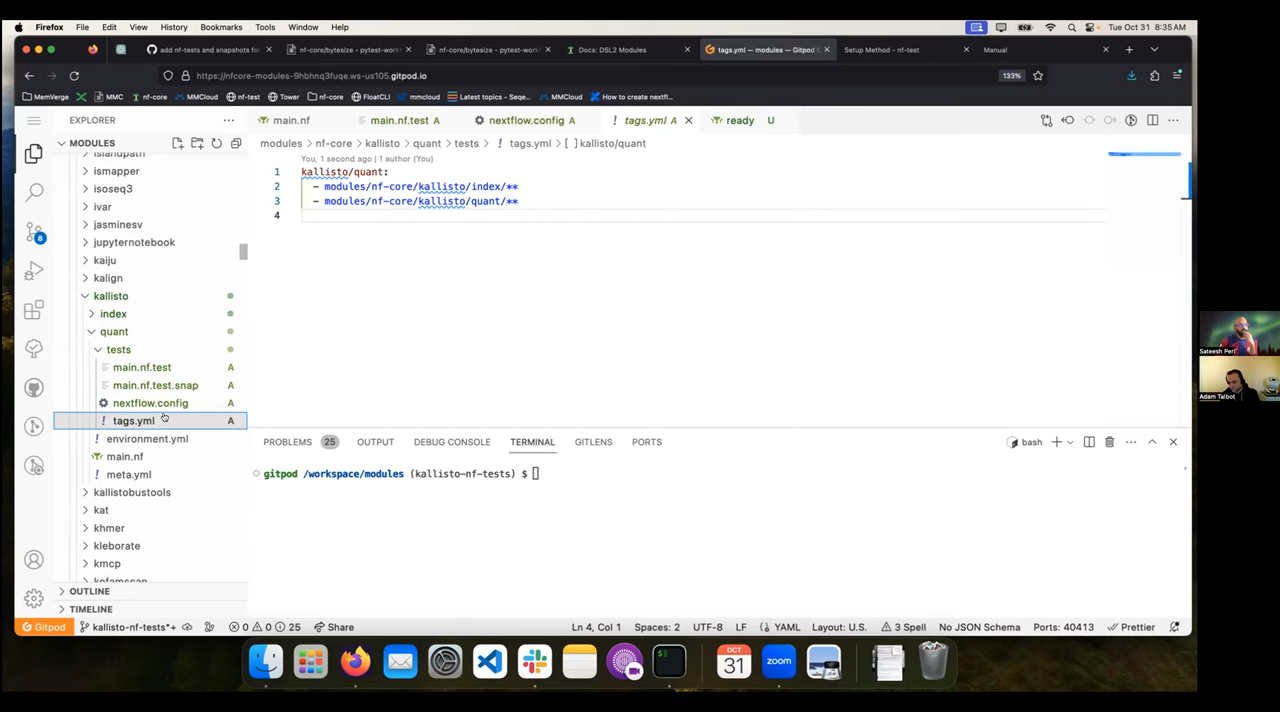 Firefox File Edit View History Bookmarks Tools Window Help Tue Oct 31 8:35 AM
add nf-tests and snapshots for nf-core/bytesize - pytest-work nf-core/bytesize - pytest-work Docs: DSL2 Modules tags.yml — modules — Gitpod Setup Method - nf-test Manual
https://nfcore-modules-9hbhnq3fuqe.ws-us105.gitpod.io 133%
MemVerge MMC nf-core MMCloud nf-test Tower nf-core FloatCLI mmcloud Latest topics - Seqe... MMCloud How to create nextfl...
EXPLORER
main.nf main.nf.test A nextflow.config A ! tags.yml A ready U
MODULES
modules > nf-core > kallisto > quant > tests > ! tags.yml > [ ] kallisto/quant
You, 1 second ago | 1 author (You)
1 kallisto/quant:
2 - modules/nf-core/kallisto/index/**
3 - modules/nf-core/kallisto/quant/**
4
islandpath
ismapper
isoseq3
ivar
jasminesv
jupyternotebook
kaiju
kalign
kallisto
index
quant
tests
main.nf.test A
main.nf.test.snap A
nextflow.config A
! tags.yml A
! environment.yml
main.nf
! meta.yml
kallistobustools
kat
khmer
kleborate
kmcp
kofamscan
OUTLINE
TIMELINE
8
PROBLEMS 25 OUTPUT DEBUG CONSOLE TERMINAL GITLENS PORTS bash
gitpod /workspace/modules (kallisto-nf-tests) $
Gitpod kallisto-nf-tests*+ 0 0 25 Share Ln 4, Col 1 Spaces: 2 UTF-8 LF YAML Layout: U.S. 3 Spell No JSON Schema Ports: 40413 Prettier
OCT
31
zoom
Sateesh Peri
Adam Talbot